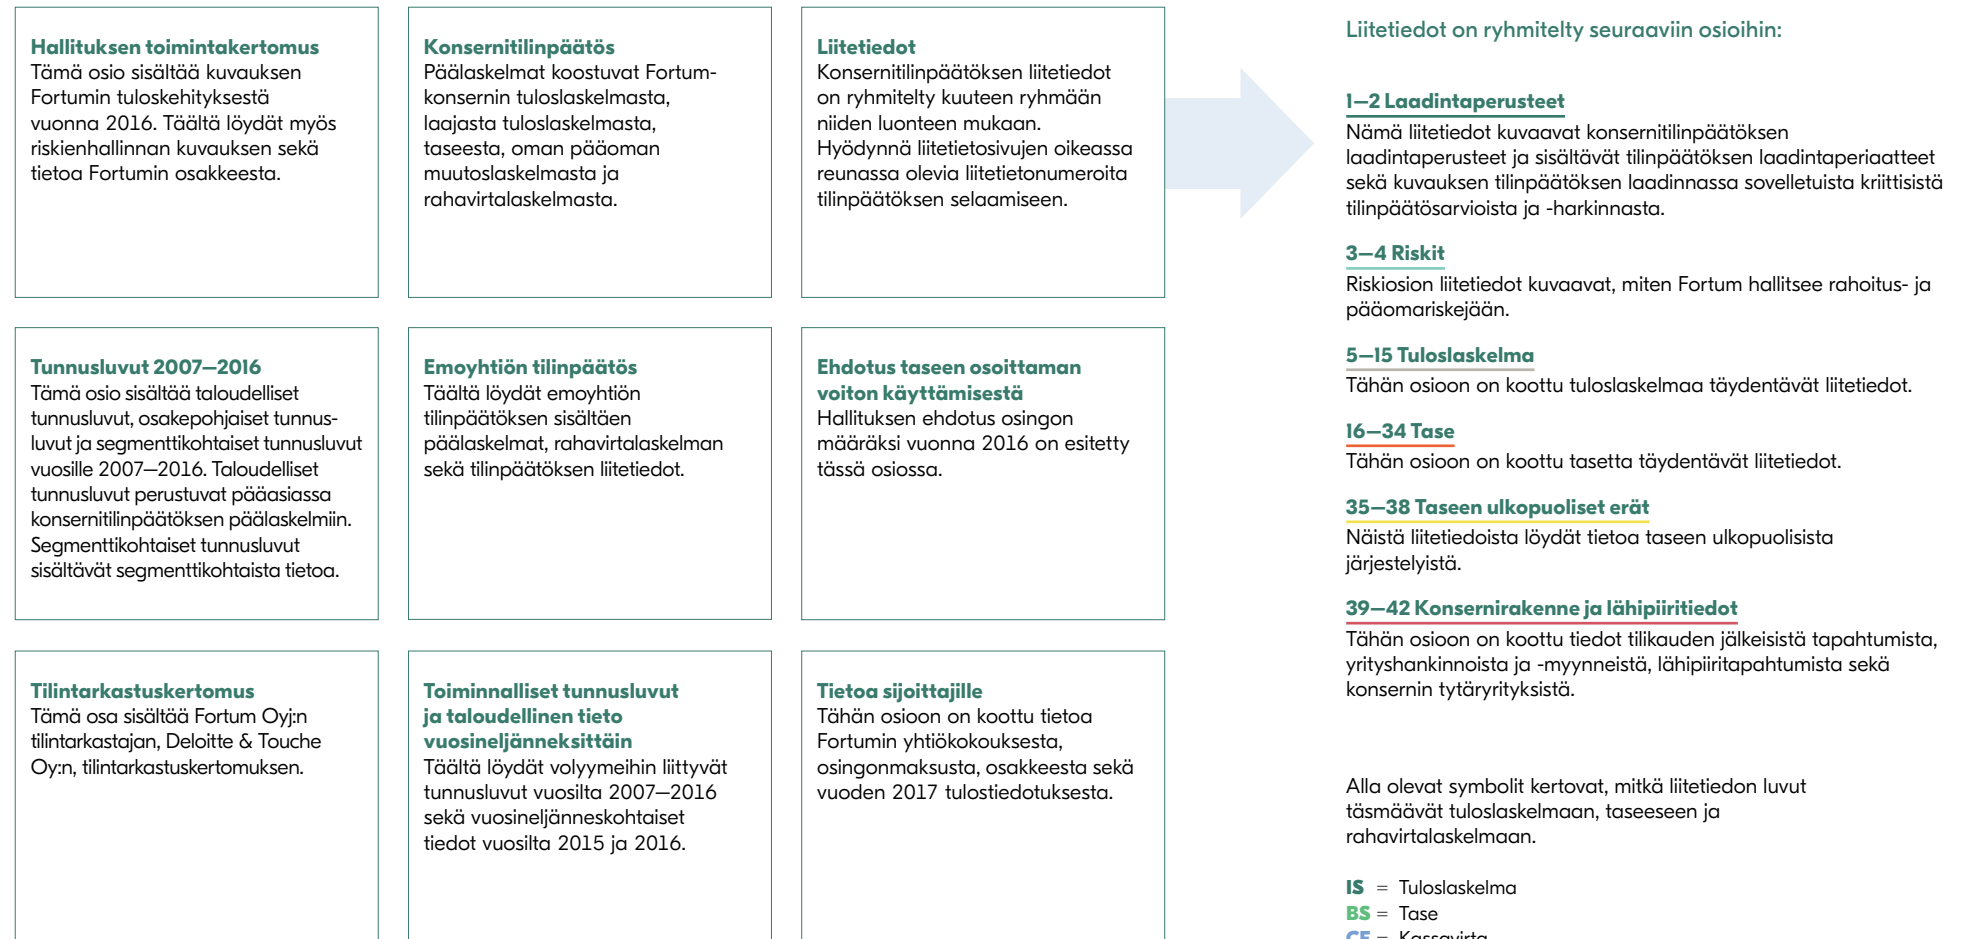 Hallituksen toimintakertomus
Tämä osio sisältää kuvauksen
Fortumin tuloskehityksestä
vuonna 2016. Täältä löydät myös
riskienhallinnan kuvauksen sekä
tietoa Fortumin osakkeesta.
Konsernitilinpäätös
Päälaskelmat koostuvat Fortum-
konsernin tuloslaskelmasta,
laajasta tuloslaskelmasta,
taseesta, oman pääoman
muutoslaskelmasta ja
rahavirtalaskelmasta.
Liitetiedot
Konsernitilinpäätöksen liitetiedot
on ryhmitelty kuuteen ryhmään
niiden luonteen mukaan.
Hyödynnä liitetietosivujen oikeassa
reunassa olevia liitetietonumeroita
tilinpäätöksen selaamiseen.
Tunnusluvut 2007–2016
Tämä osio sisältää taloudelliset
tunnusluvut, osakepohjaiset tunnus-
luvut ja segmenttikohtaiset tunnusluvut
vuosille 2007–2016. Taloudelliset
tunnusluvut perustuvat pääasiassa
konsernitilinpäätöksen päälaskelmiin.
Segmenttikohtaiset tunnusluvut
sisältävät segmenttikohtaista tietoa.
Emoyhtiön tilinpäätös
Täältä löydät emoyhtiön
tilinpäätöksen sisältäen
päälaskelmat, rahavirtalaskelman
sekä tilinpäätöksen liitetiedot.
Ehdotus taseen osoittaman
voiton käyttämisestä
Hallituksen ehdotus osingon
määräksi vuonna 2016 on esitetty
tässä osiossa.
Tilintarkastuskertomus
Tämä osa sisältää Fortum Oyj:n
tilintarkastajan, Deloitte & Touche
Oy:n, tilintarkastuskertomuksen.
Toiminnalliset tunnusluvut
ja taloudellinen tieto
vuosineljänneksittäin
Täältä löydät volyymeihin liittyvät
tunnusluvut vuosilta 2007–2016
sekä vuosineljänneskohtaiset
tiedot vuosilta 2015 ja 2016.
Tietoa sijoittajille
Tähän osioon on koottu tietoa
Fortumin yhtiökokouksesta,
osingonmaksusta, osakkeesta sekä
vuoden 2017 tulostiedotuksesta.
Liitetiedot on ryhmitelty seuraaviin osioihin:
1–2 Laadintaperusteet
Nämä liitetiedot kuvaavat konsernitilinpäätöksen
laadintaperusteet ja sisältävät tilinpäätöksen laadintaperiaatteet
sekä kuvauksen tilinpäätöksen laadinnassa sovelletuista kriittisistä
tilinpäätösarvioista ja -harkinnasta.
3–4 Riskit
Riskiosion liitetiedot kuvaavat, miten Fortum hallitsee rahoitus- ja
pääomariskejään.
5–15 Tuloslaskelma
Tähän osioon on koottu tuloslaskelmaa täydentävät liitetiedot.
16–34 Tase
Tähän osioon on koottu tasetta täydentävät liitetiedot.
35–38 Taseen ulkopuoliset erät
Näistä liitetiedoista löydät tietoa taseen ulkopuolisista
järjestelyistä.
39–42 Konsernirakenne ja lähipiiritiedot
Tähän osioon on koottu tiedot tilikauden jälkeisistä tapahtumista,
yrityshankinnoista ja -myynneistä, lähipiiritapahtumista sekä
konsernin tytäryrityksistä.
Alla olevat symbolit kertovat, mitkä liitetiedon luvut
täsmäävät tuloslaskelmaan, taseeseen ja
rahavirtalaskelmaan.
IS = Tuloslaskelma
BS = Tase
CF = Kassavirta